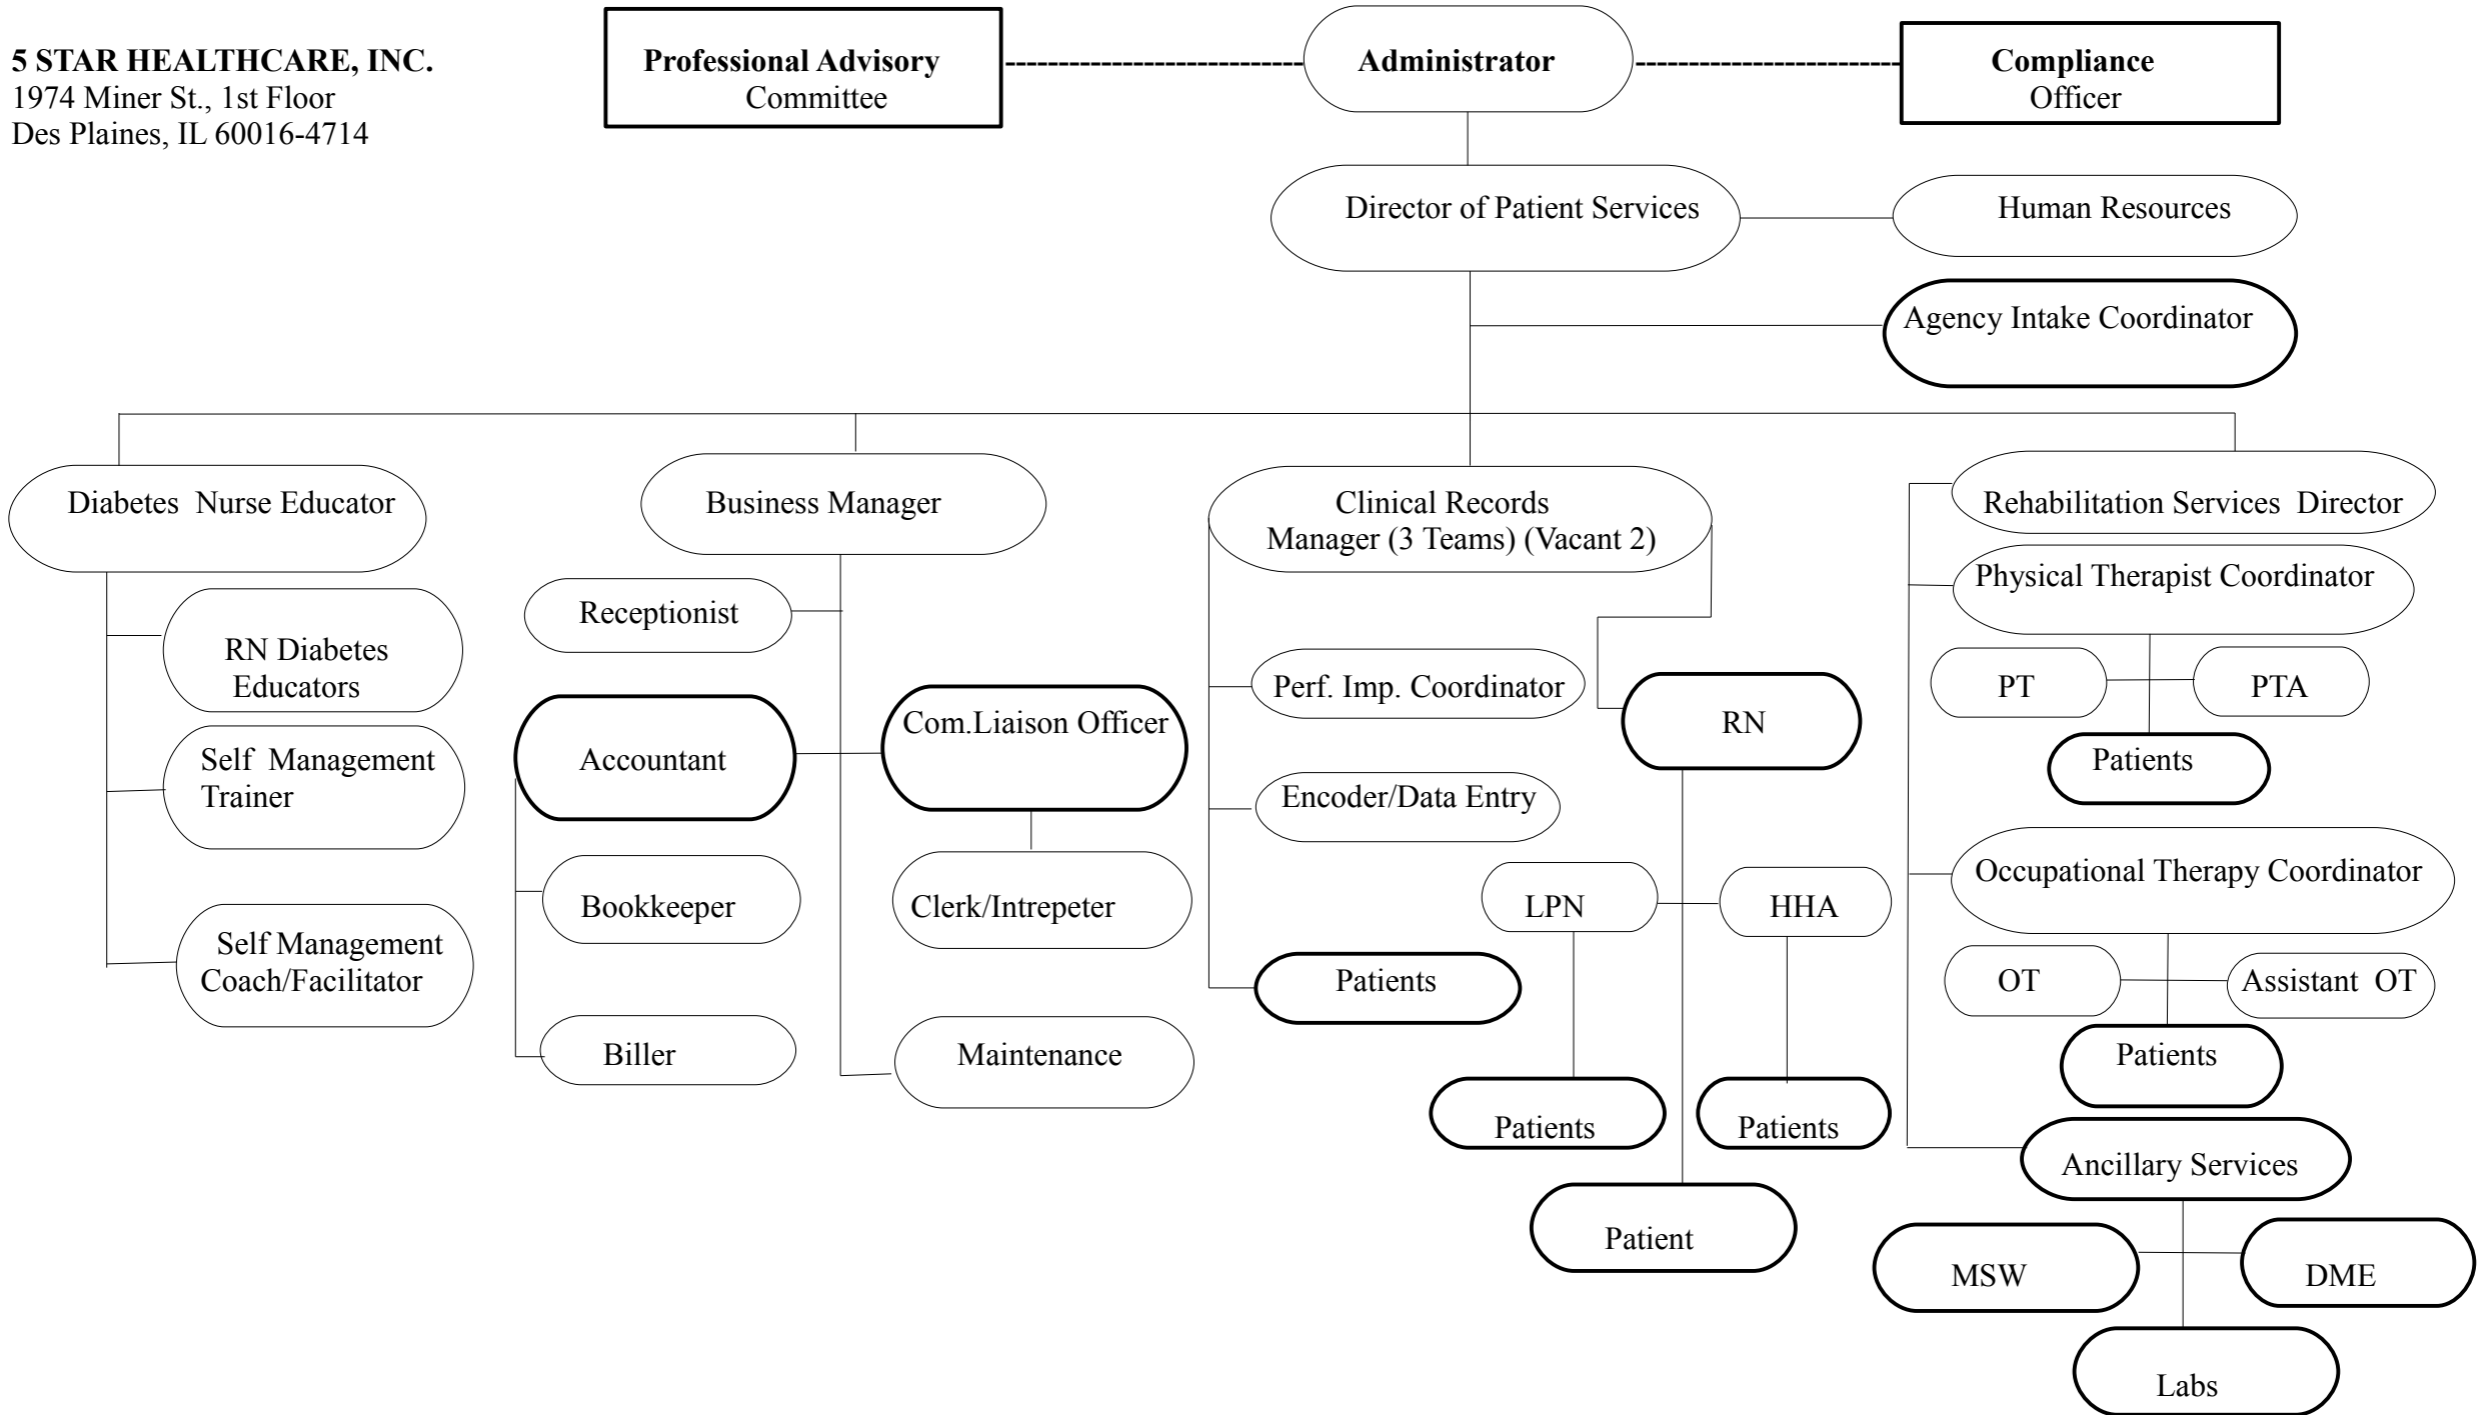 5 STAR HEALTHCARE, INC.
1974 Miner St., 1st Floor
Des Plaines, IL 60016-4714
Professional Advisory
Committee
Administrator
Compliance
Officer
Director of Patient Services
Human Resources
Agency Intake Coordinator
Diabetes Nurse Educator
RN Diabetes
Educators
Self Management
Trainer
Self Management
Coach/Facilitator
Business Manager
Receptionist
Accountant
Com.Liaison Officer
Bookkeeper
Clerk/Intrepeter
Biller
Maintenance
Clinical Records
Manager (3 Teams) (Vacant 2)
Perf. Imp. Coordinator
Encoder/Data Entry
Patients
RN
LPN
HHA
Patients
Patients
Patient
Rehabilitation Services Director
Physical Therapist Coordinator
PT
PTA
Patients
Occupational Therapy Coordinator
OT
Assistant OT
Patients
Ancillary Services
MSW
DME
Labs